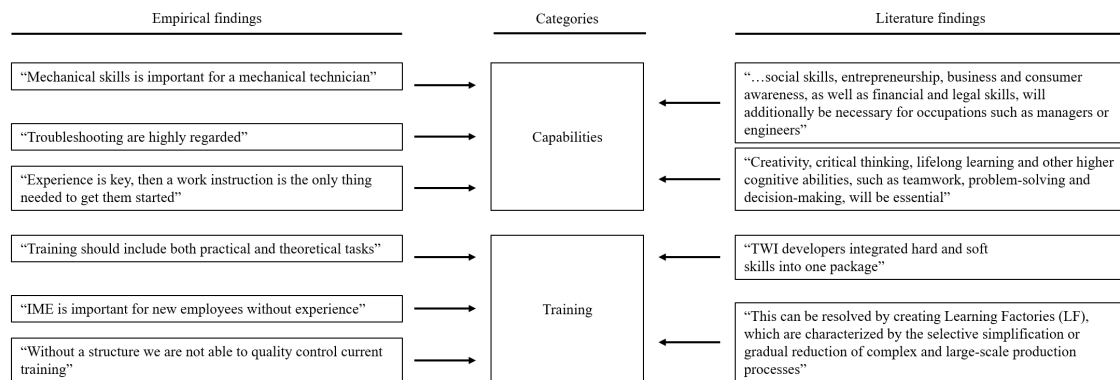 Empirical findings
Categories
Literature findings
“Mechanical skills is important for a mechanical technician”
“Troubleshooting are highly regarded”
“Experience is key, then a work instruction is the only thing
needed to get them started”
Capabilities
“…social skills, entrepreneurship, business and consumer
awareness, as well as financial and legal skills, will
additionally be necessary for occupations such as managers or
engineers”
“Creativity, critical thinking, lifelong learning and other higher
cognitive abilities, such as teamwork, problem-solving and
decision-making, will be essential”
“Training should include both practical and theoretical tasks”
“IME is important for new employees without experience”
“Without a structure we are not able to quality control current
training”
Training
“TWI developers integrated hard and soft
skills into one package”
“This can be resolved by creating Learning Factories (LF),
which are characterized by the selective simplification or
gradual reduction of complex and large-scale production
processes”